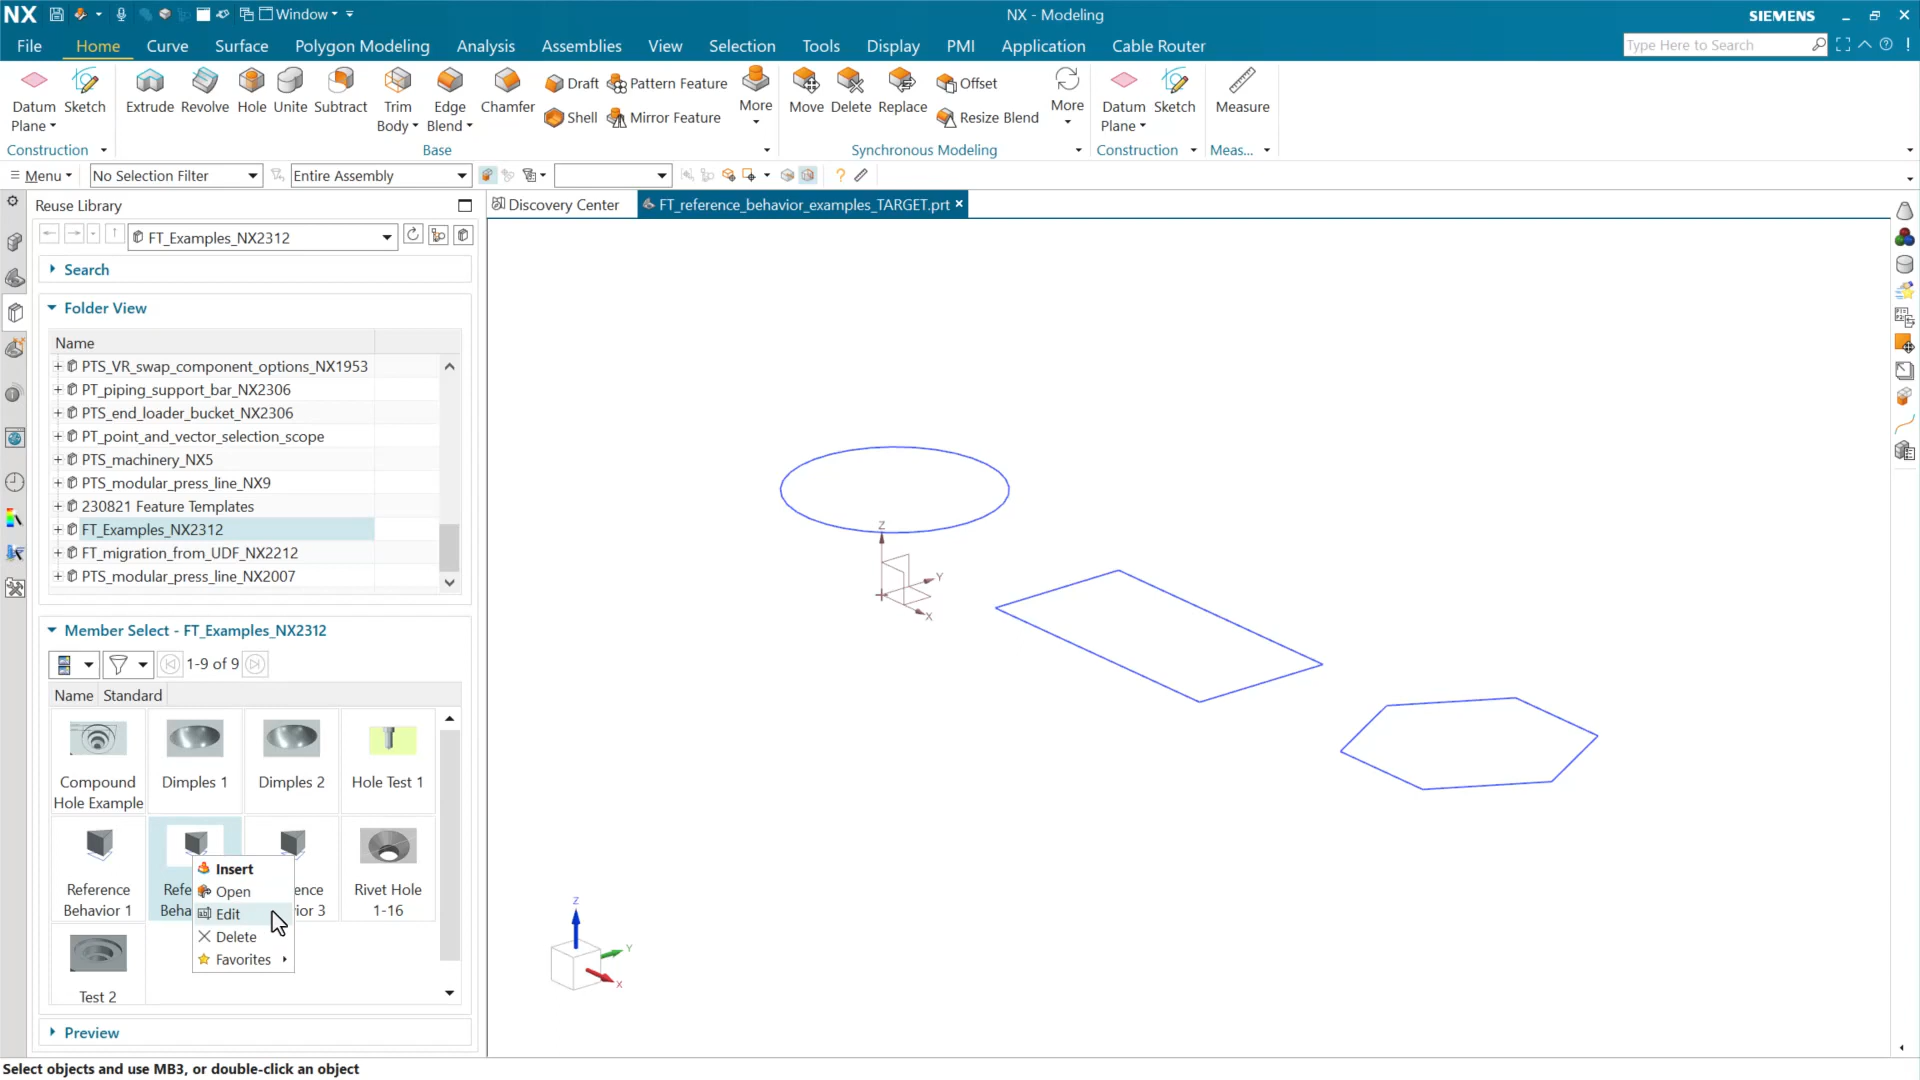 NX
Window
NX - Modeling
SIEMENS
File Home Curve Surface Polygon Modeling Analysis Assemblies View Selection Tools Display PMI Application Cable Router
Type Here to Search
Datum Plane
Sketch
Extrude
Revolve
Hole
Unite
Subtract
Trim Body
Edge Blend
Chamfer
Draft
Shell
Pattern Feature
Mirror Feature
More
Move
Delete
Replace
Offset
Resize Blend
More
Datum Plane
Sketch
Measure
Construction
Base
Synchronous Modeling
Construction
Meas...
Menu
No Selection Filter
Entire Assembly
Reuse Library
Discovery Center
FT_reference_behavior_examples_TARGET.prt
FT_Examples_NX2312
Search
Folder View
Name
PTS_VR_swap_component_options_NX1953
PT_piping_support_bar_NX2306
PTS_end_loader_bucket_NX2306
PT_point_and_vector_selection_scope
PTS_machinery_NX5
PTS_modular_press_line_NX9
230821 Feature Templates
FT_Examples_NX2312
FT_migration_from_UDF_NX2212
PTS_modular_press_line_NX2007
Member Select - FT_Examples_NX2312
1-9 of 9
Name Standard
Compound
Hole Example
Dimples 1
Dimples 2
Hole Test 1
Reference
Behavior 1
Refe
Beha
ence
ior 3
Rivet Hole
1-16
Insert
Open
Edit
Delete
Favorites
Test 2
Preview
Z
Y
X
Z
Y
X
Select objects and use MB3, or double-click an object